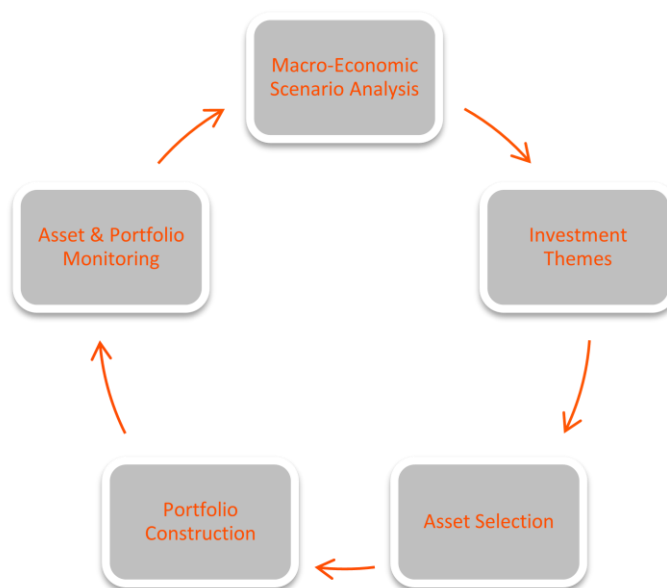 Macro-Economic
Scenario Analysis
Investment
Themes
Asset Selection
Portfolio
Construction
Asset & Portfolio
Monitoring